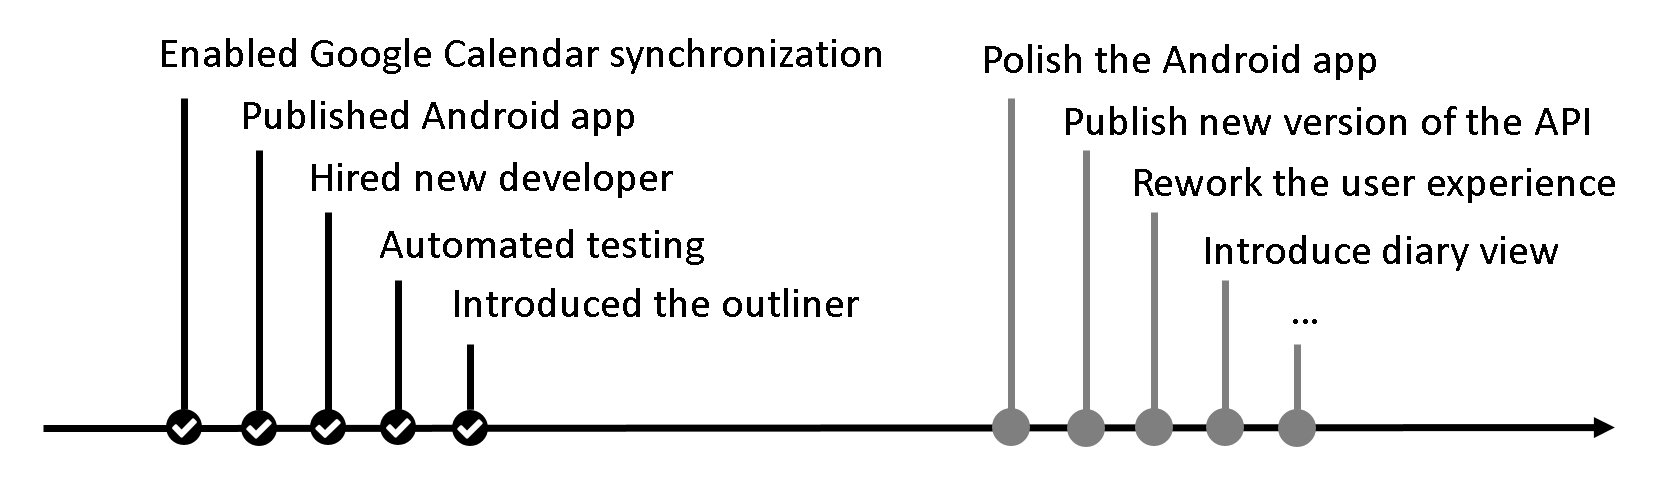 Enabled Google Calendar synchronization
Published Android app
Hired new developer
Automated testing
Introduced the outliner
Polish the Android app
Publish new version of the API
Rework the user experience
Introduce diary view
...